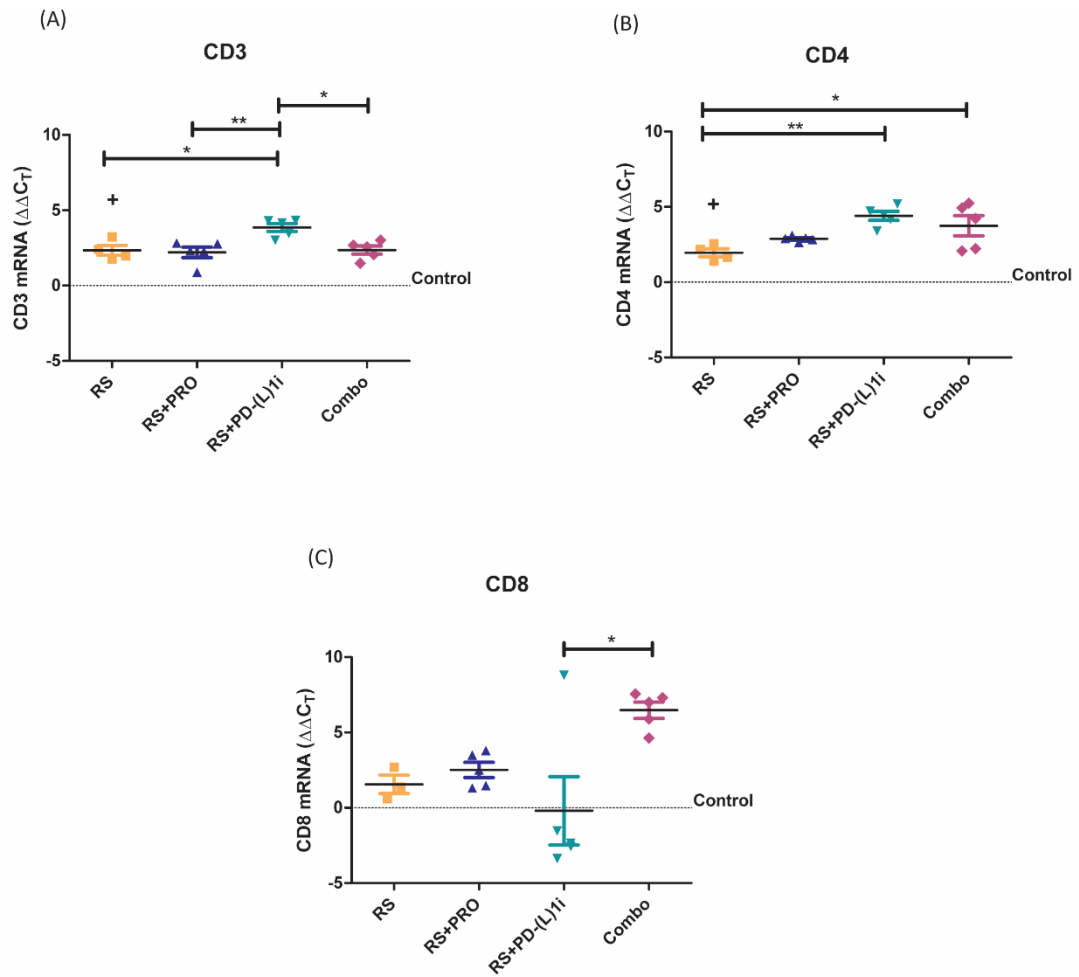 (A)
CD3
CD3 mRNA (ΔΔCT)
10
5
0
-5
*
**
*
+
Control
RS
RS+PRO
RS+PD-(L)1i
Combo
(B)
CD4
CD4 mRNA (ΔΔCT)
10
5
0
-5
*
**
+
Control
RS
RS+PRO
RS+PD-(L)1i
Combo
(C)
CD8
CD8 mRNA (ΔΔCT)
10
5
0
-5
*
Control
RS
RS+PRO
RS+PD-(L)1i
Combo